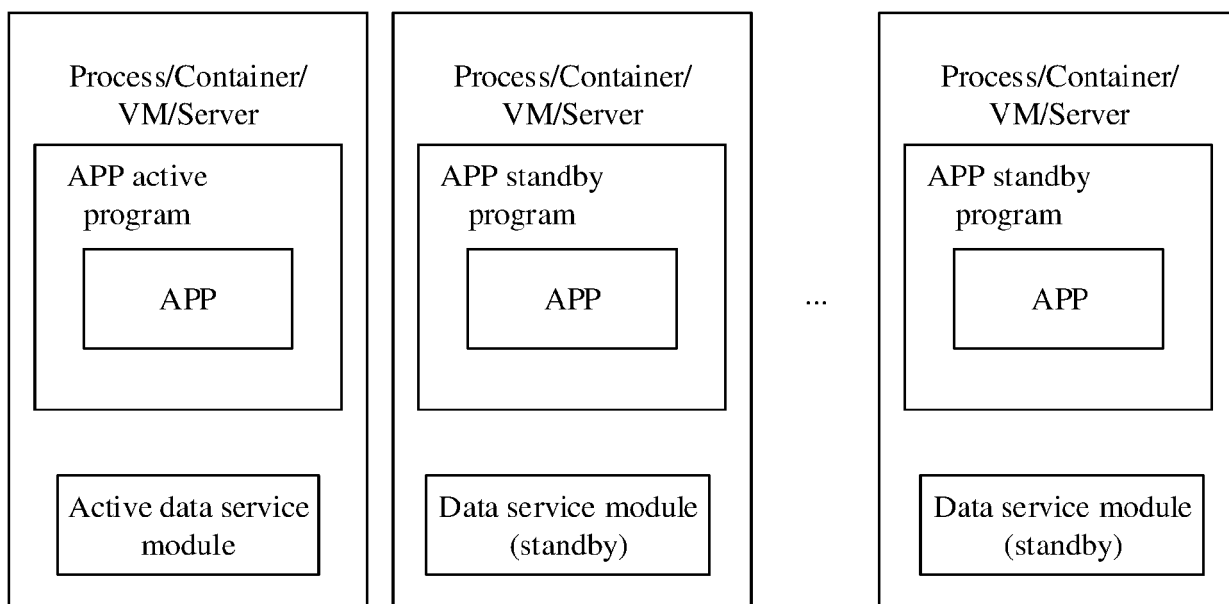 Process/Container/
VM/Server
APP active
program
APP
Active data service
module
Process/Container/
VM/Server
APP standby
program
APP
Data service module
(standby)
...
Process/Container/
VM/Server
APP standby
program
APP
Data service module
(standby)